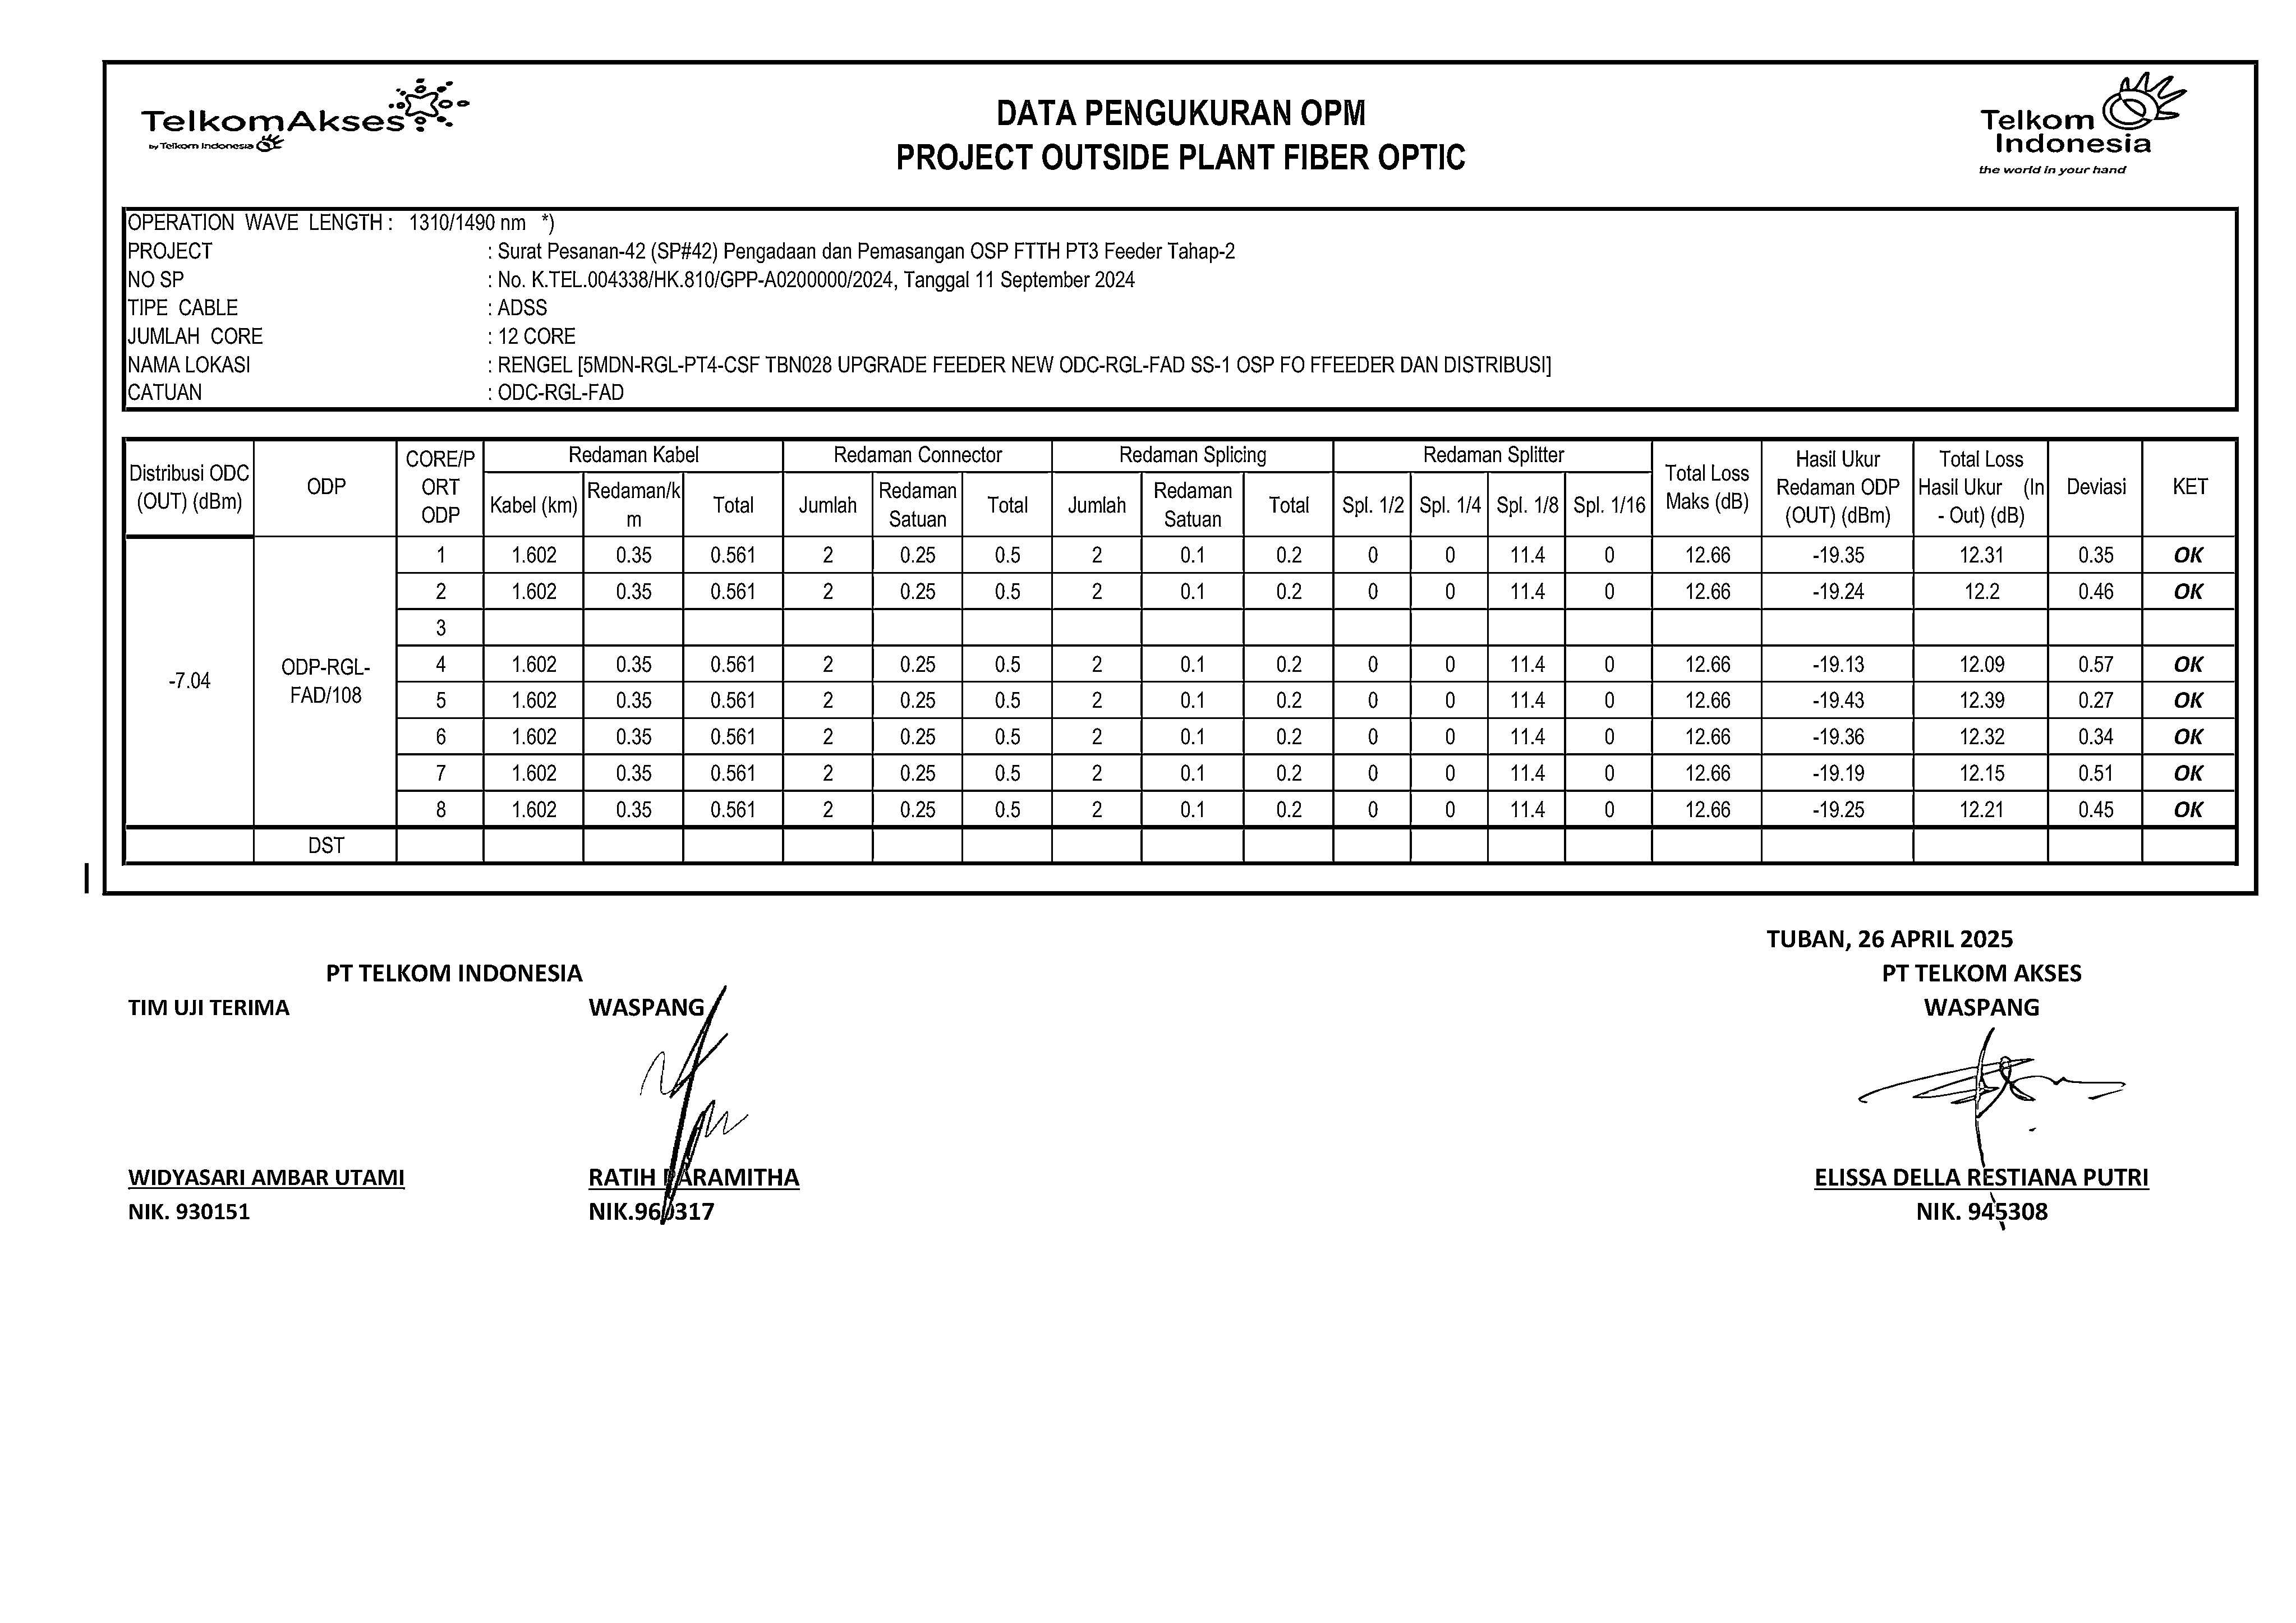 TelkomAkses
by Telkom Indonesia
DATA PENGUKURAN OPM
PROJECT OUTSIDE PLANT FIBER OPTIC
Telkom
Indonesia
the world in your hand
OPERATION WAVE LENGTH : 1310/1490 nm *)
PROJECT : Surat Pesanan-42 (SP#42) Pengadaan dan Pemasangan OSP FTTH PT3 Feeder Tahap-2
NO SP : No. K.TEL.004338/HK.810/GPP-A0200000/2024, Tanggal 11 September 2024
TIPE CABLE : ADSS
JUMLAH CORE : 12 CORE
NAMA LOKASI : RENGEL [5MDN-RGL-PT4-CSF TBN028 UPGRADE FEEDER NEW ODC-RGL-FAD SS-1 OSP FO FFEEDER DAN DISTRIBUSI]
CATUAN : ODC-RGL-FAD
Distribusi ODC (OUT) (dBm) ODP CORE/PORT ODP Redaman Kabel Redaman Connector Redaman Splicing Redaman Splitter Total Loss Maks (dB) Hasil Ukur Redaman ODP (OUT) (dBm) Total Loss Hasil Ukur (In - Out) (dB) Deviasi KET
Kabel (km) Redaman/km Total Jumlah Redaman Satuan Total Jumlah Redaman Satuan Total Spl. 1/2 Spl. 1/4 Spl. 1/8 Spl. 1/16
-7.04 ODP-RGL-FAD/108
1 1.602 0.35 0.561 2 0.25 0.5 2 0.1 0.2 0 0 11.4 0 12.66 -19.35 12.31 0.35 OK
2 1.602 0.35 0.561 2 0.25 0.5 2 0.1 0.2 0 0 11.4 0 12.66 -19.24 12.2 0.46 OK
3
4 1.602 0.35 0.561 2 0.25 0.5 2 0.1 0.2 0 0 11.4 0 12.66 -19.13 12.09 0.57 OK
5 1.602 0.35 0.561 2 0.25 0.5 2 0.1 0.2 0 0 11.4 0 12.66 -19.43 12.39 0.27 OK
6 1.602 0.35 0.561 2 0.25 0.5 2 0.1 0.2 0 0 11.4 0 12.66 -19.36 12.32 0.34 OK
7 1.602 0.35 0.561 2 0.25 0.5 2 0.1 0.2 0 0 11.4 0 12.66 -19.19 12.15 0.51 OK
8 1.602 0.35 0.561 2 0.25 0.5 2 0.1 0.2 0 0 11.4 0 12.66 -19.25 12.21 0.45 OK
DST
TUBAN, 26 APRIL 2025
PT TELKOM INDONESIA PT TELKOM AKSES
TIM UJI TERIMA WASPANG WASPANG
WIDYASARI AMBAR UTAMI RATIH PARAMITHA ELISSA DELLA RESTIANA PUTRI
NIK. 930151 NIK.960317 NIK. 945308